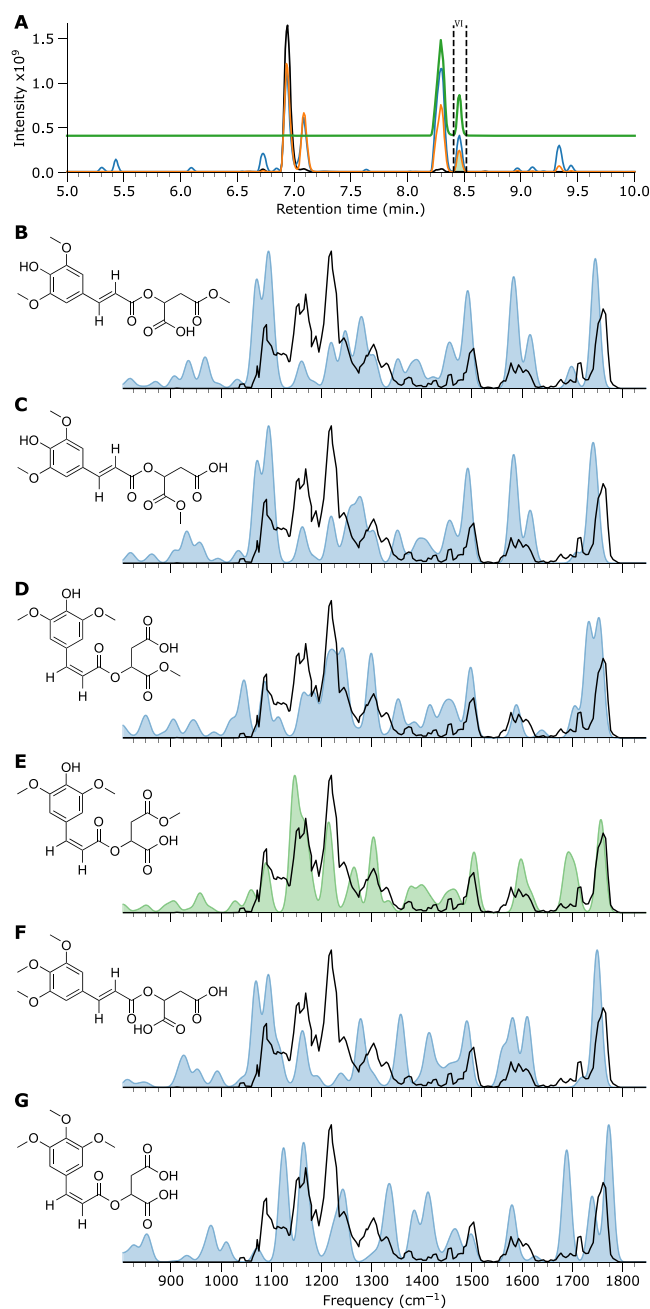 A
VI
Intensity x10⁹
1.5
1.0
0.5
0.0
5.0 5.5 6.0 6.5 7.0 7.5 8.0 8.5 9.0 9.5 10.0
Retention time (min.)
B
O
HO
O
H
H
O
O
O
O
O
OH
C
O
HO
O
H
H
O
O
O
OH
O
O
D
OH
O
O
O
OH
O
H
H
O
O
O
E
OH
O
O
O
O
O
OH
H
H
O
O
F
O
O
O
H
H
O
O
O
OH
HO
O
G
O
O
O
O
OH
O
OH
H
H
O
O
900 1000 1100 1200 1300 1400 1500 1600 1700 1800
Frequency (cm⁻¹)